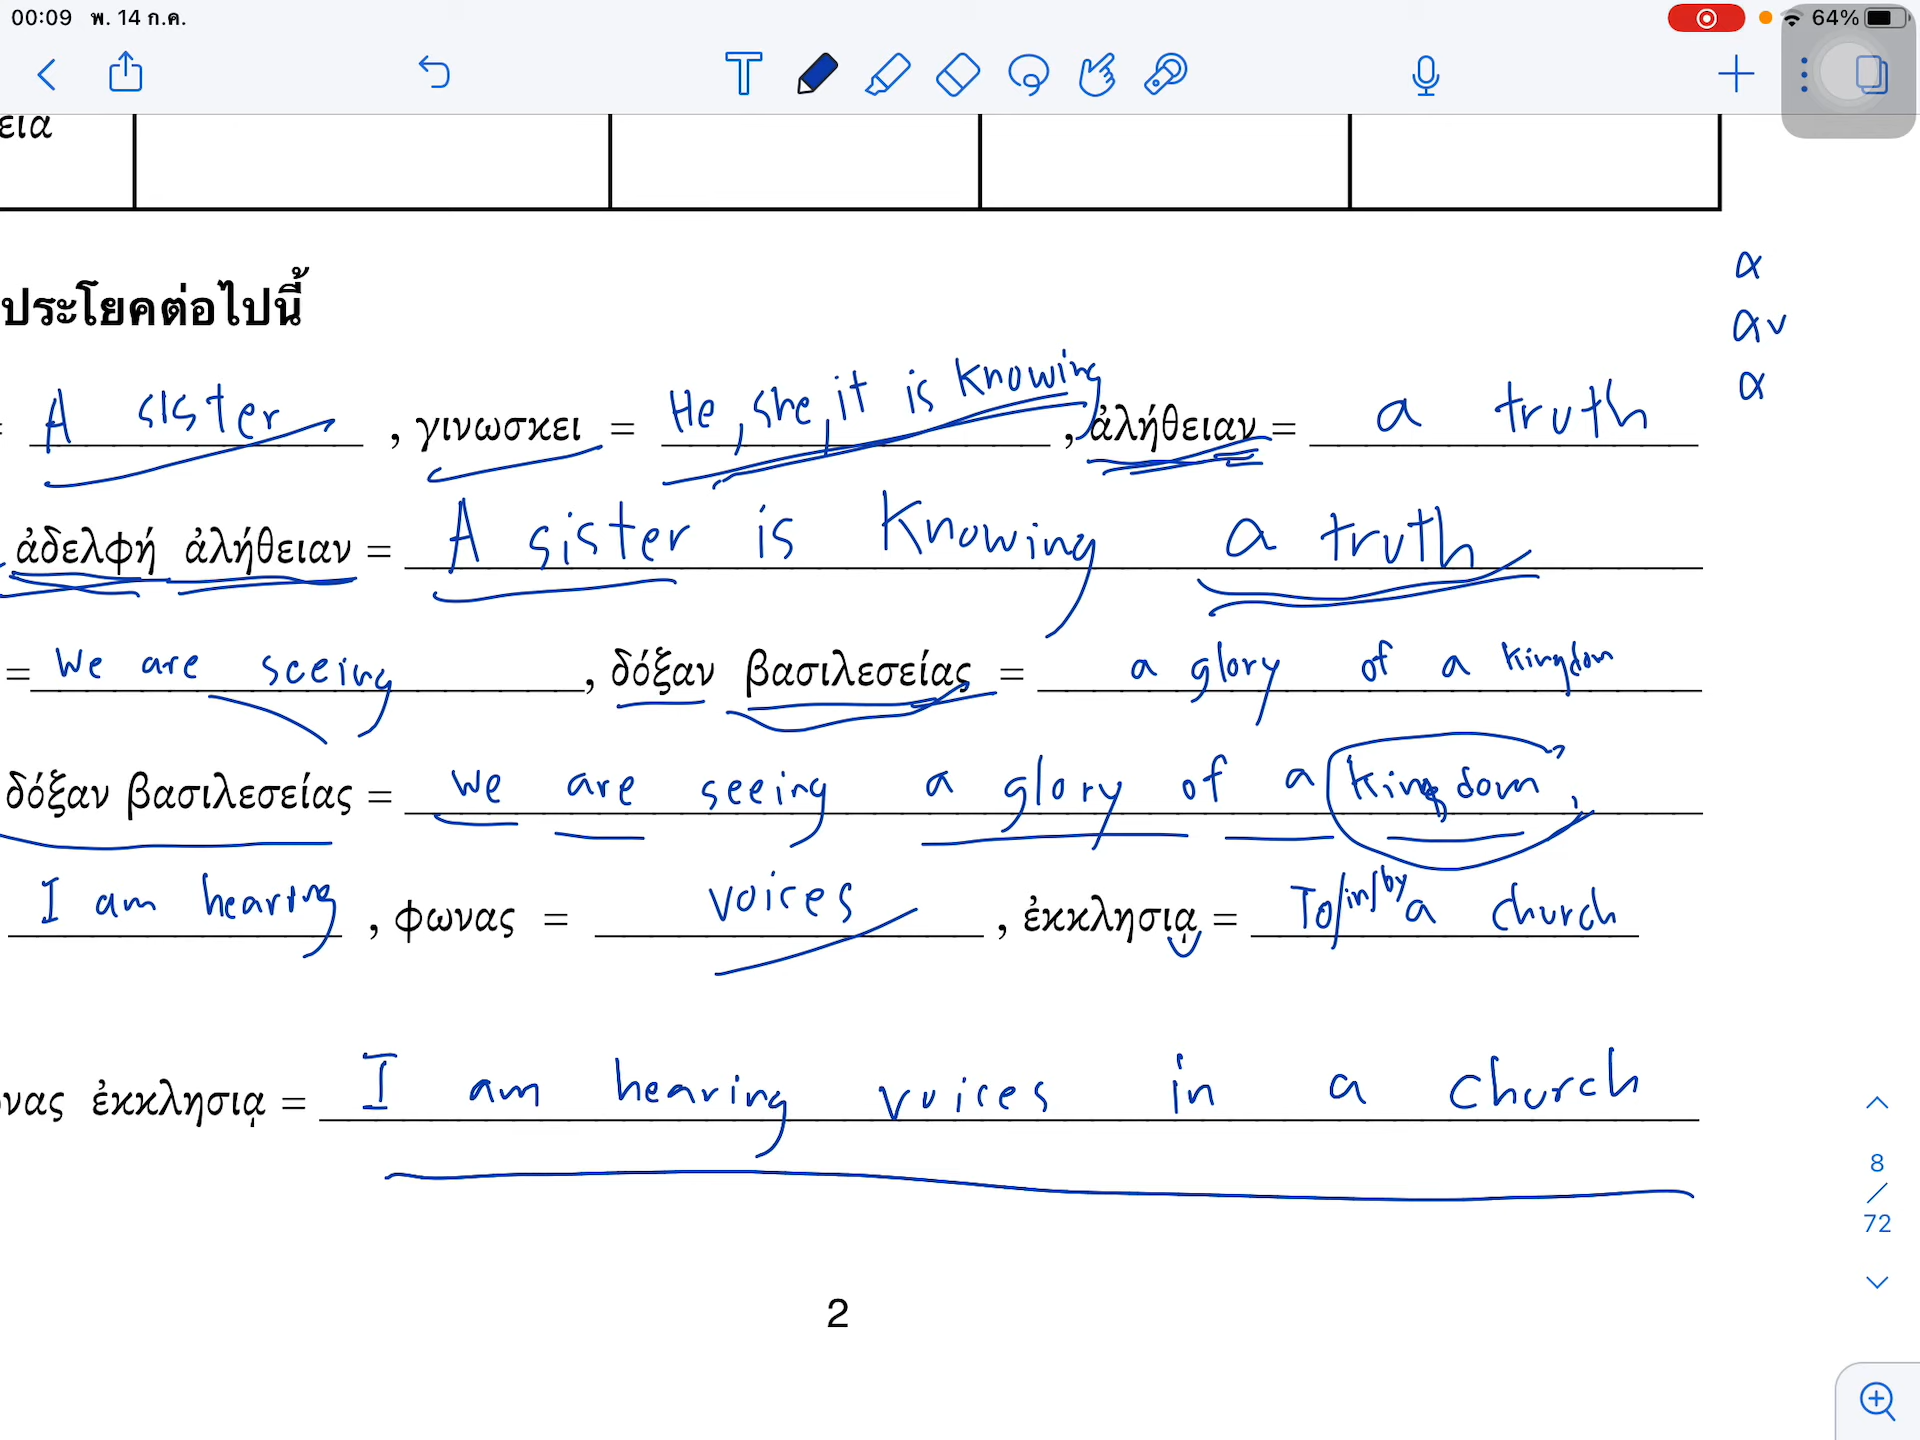 00:09 พ. 14 ก.ค. 64%
εια
ประโยคต่อไปนี้
α
αν
α
= A sister , γινωσκει = He, she, it is knowing , ἀλήθειαν = a truth
ἀδελφή ἀλήθειαν = A sister is knowing a truth
= we are seeing , δόξαν βασιλεσείας = a glory of a kingdom
δόξαν βασιλεσείας = we are seeing a glory of a kingdom
I am hearing , φωνας = voices , ἐκκλησιᾳ = To/in/by a church
νας ἐκκλησιᾳ = I am hearing voices in a church
8
/
72
2